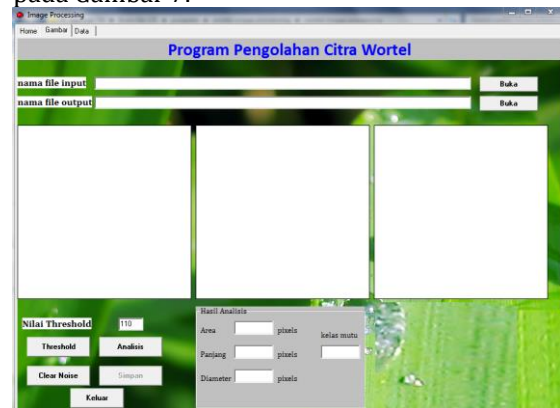 pada Gambar 7.
Image Processing
Home Gambar Data
Program Pengolahan Citra Wortel
nama file input Buka
nama file output Buka
Nilai Threshold 110
Threshold Analisis
Clear Noise Simpan
Keluar
Hasil Analisis
Area pixels kelas mutu
Panjang pixels
Diameter pixels